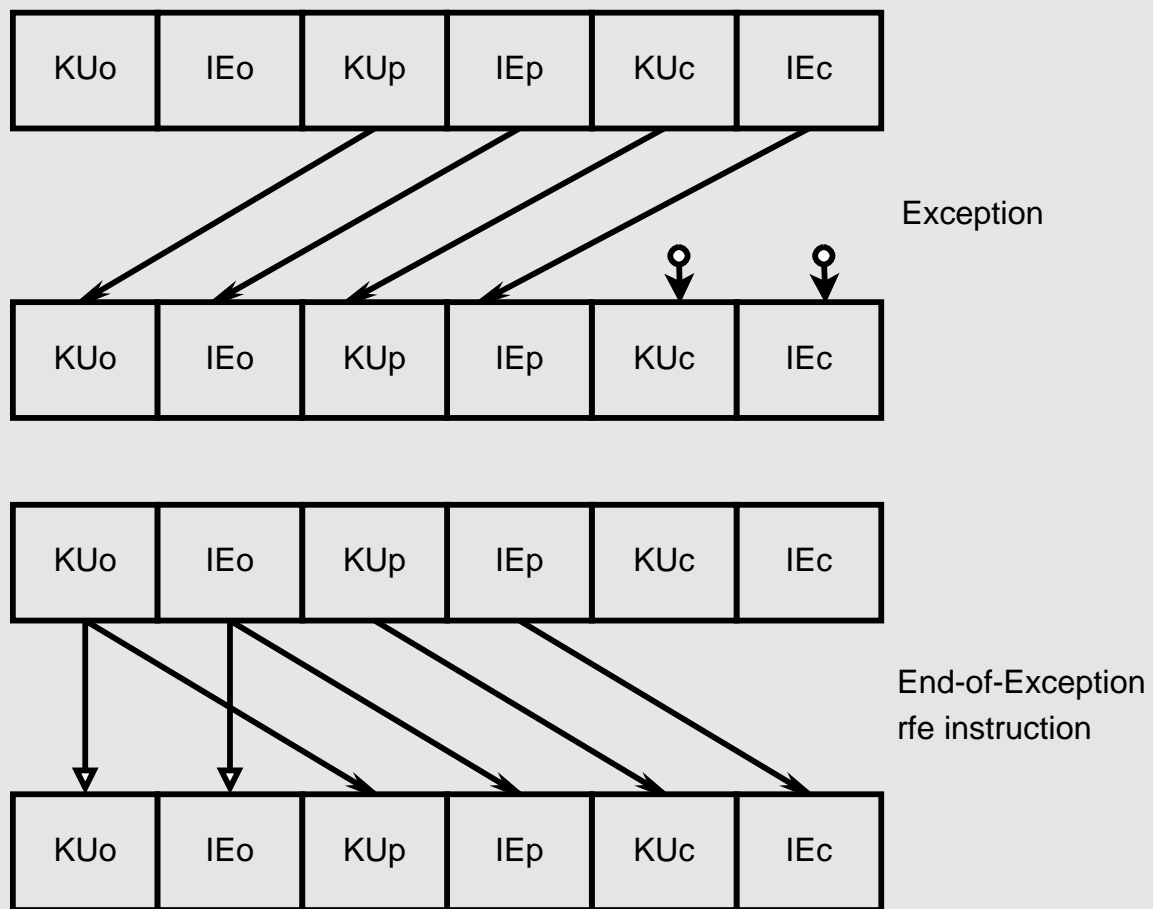 KUo IEo KUp IEp KUc IEc
Exception
KUo IEo KUp IEp KUc IEc
KUo IEo KUp IEp KUc IEc
End-of-Exception
rfe instruction
KUo IEo KUp IEp KUc IEc